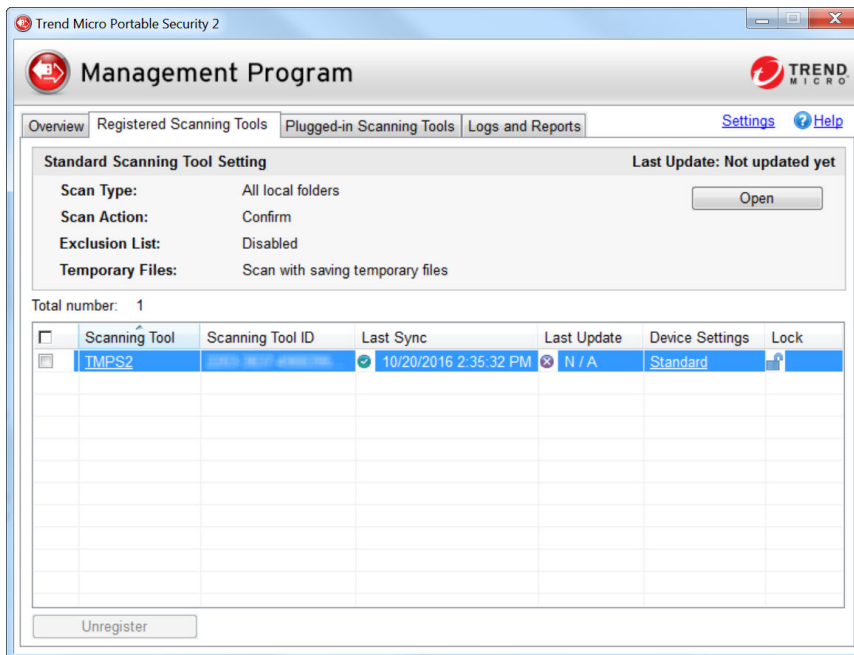 Trend Micro Portable Security 2
Management Program
TREND MICRO
Overview Registered Scanning Tools Plugged-in Scanning Tools Logs and Reports Settings Help
Standard Scanning Tool Setting Last Update: Not updated yet
Scan Type: All local folders Open
Scan Action: Confirm
Exclusion List: Disabled
Temporary Files: Scan with saving temporary files
Total number: 1
Scanning Tool Scanning Tool ID Last Sync Last Update Device Settings Lock
TMPS2 10/20/2016 2:35:32 PM N / A Standard
Unregister